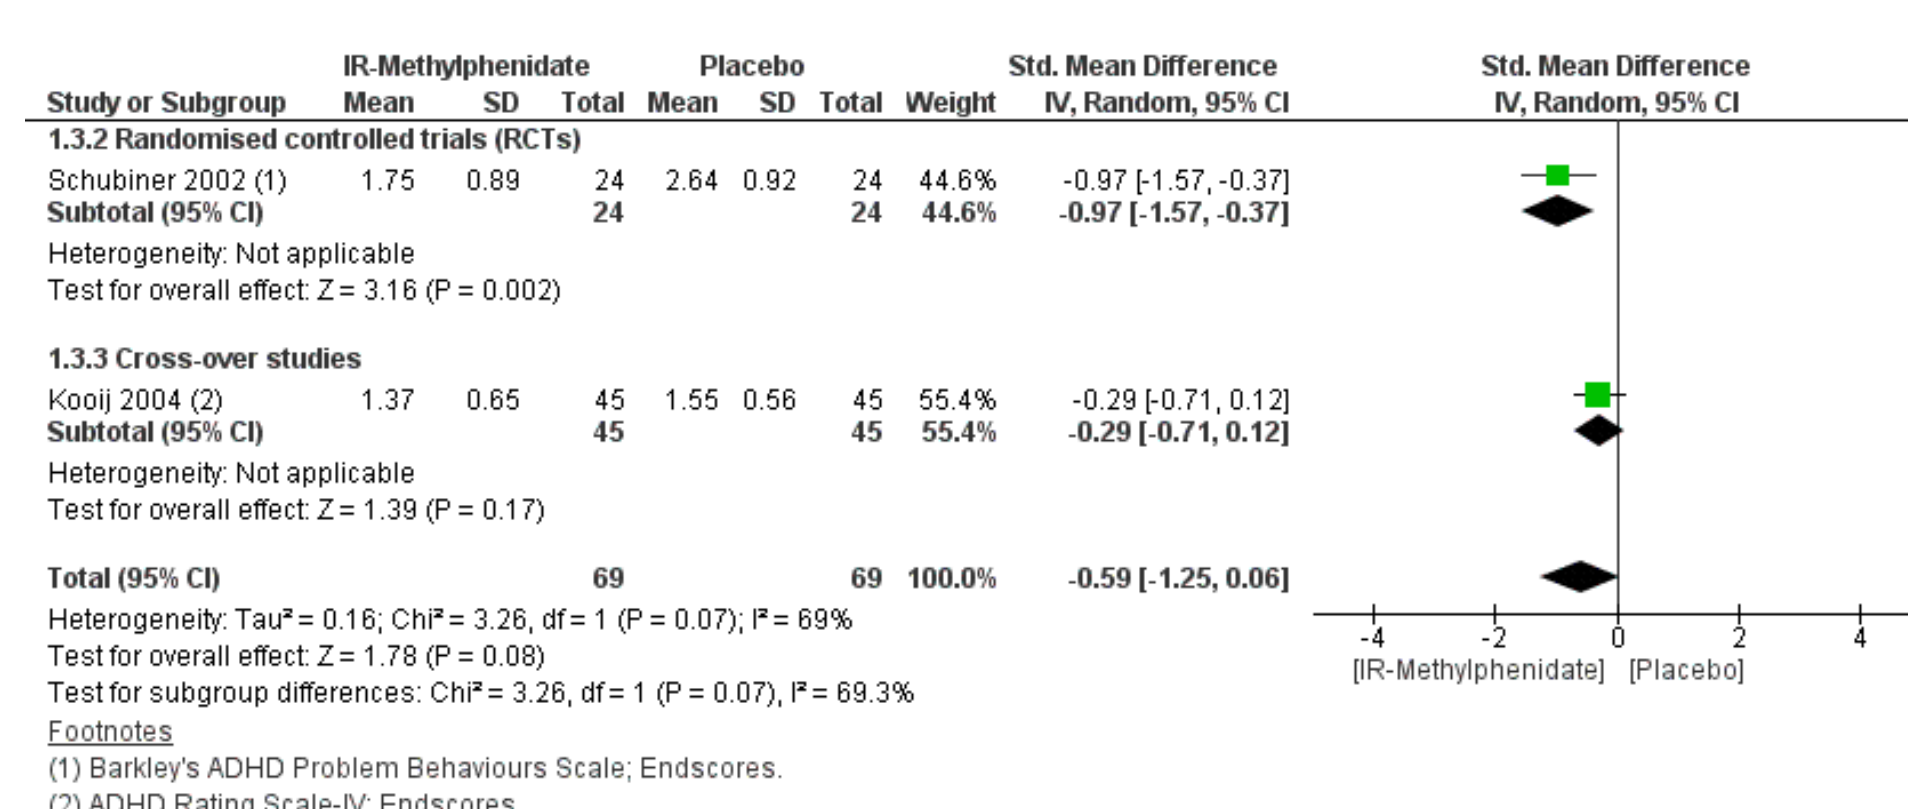 IR-Methylphenidate Placebo Std. Mean Difference Std. Mean Difference
Study or Subgroup Mean SD Total Mean SD Total Weight IV, Random, 95% CI IV, Random, 95% CI
1.3.2 Randomised controlled trials (RCTs)
Schubiner 2002 (1) 1.75 0.89 24 2.64 0.92 24 44.6% -0.97 [-1.57, -0.37]
Subtotal (95% CI) 24 24 44.6% -0.97 [-1.57, -0.37]
Heterogeneity: Not applicable
Test for overall effect: Z = 3.16 (P = 0.002)
1.3.3 Cross-over studies
Kooij 2004 (2) 1.37 0.65 45 1.55 0.56 45 55.4% -0.29 [-0.71, 0.12]
Subtotal (95% CI) 45 45 55.4% -0.29 [-0.71, 0.12]
Heterogeneity: Not applicable
Test for overall effect: Z = 1.39 (P = 0.17)
Total (95% CI) 69 69 100.0% -0.59 [-1.25, 0.06]
Heterogeneity: Tau² = 0.16; Chi² = 3.26, df = 1 (P = 0.07); I² = 69%
-4 -2 0 2 4
Test for overall effect: Z = 1.78 (P = 0.08)
[IR-Methylphenidate] [Placebo]
Test for subgroup differences: Chi² = 3.26, df = 1 (P = 0.07), I² = 69.3%
Footnotes
(1) Barkley's ADHD Problem Behaviours Scale; Endscores.
(2) ADHD Rating Scale-IV; Endscores